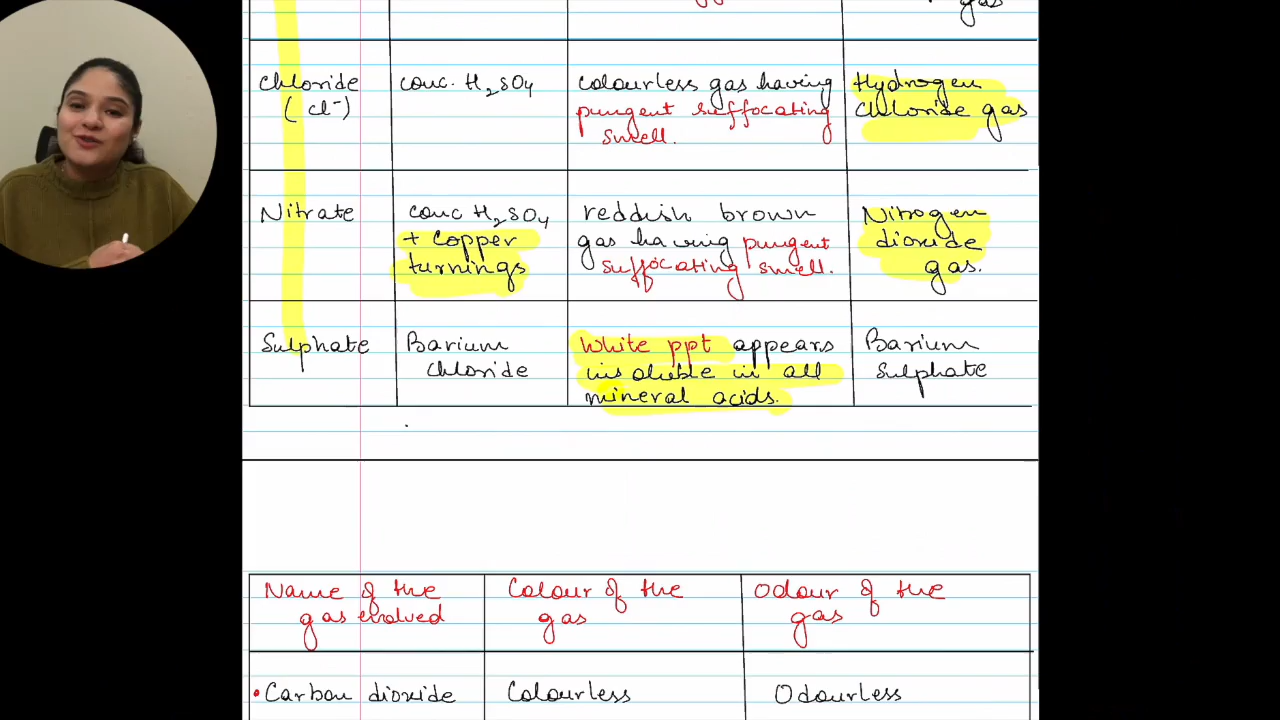 gas
Chloride
(Cl⁻)
conc. H₂SO₄
colourless gas having
pungent suffocating
smell.
Hydrogen
chloride gas
Nitrate
conc H₂SO₄
+ Copper
turnings
reddish brown
gas having pungent
suffocating smell.
Nitrogen
dioxide
gas.
Sulphate
Barium
chloride
White ppt appears
insoluble in all
mineral acids.
Barium
Sulphate
Name of the
gas evolved
Colour of the
gas
Odour of the
gas
• Carbon dioxide
Colourless
Odourless